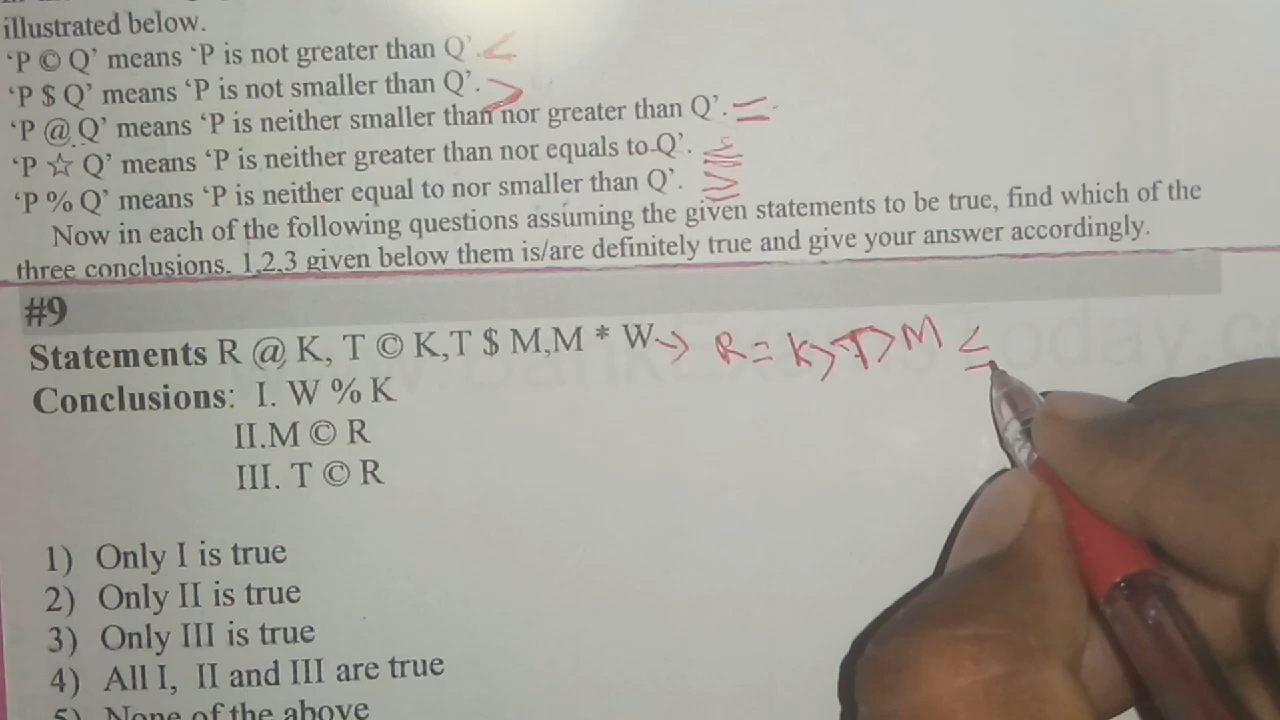 illustrated below.
‘P © Q’ means ‘P is not greater than Q’. <
‘P $ Q’ means ‘P is not smaller than Q’. >
‘P @ Q’ means ‘P is neither smaller than nor greater than Q’. =
‘P ☆ Q’ means ‘P is neither greater than nor equals to Q’. ≤
‘P % Q’ means ‘P is neither equal to nor smaller than Q’. ≥
Now in each of the following questions assuming the given statements to be true, find which of the
three conclusions. 1,2,3 given below them is/are definitely true and give your answer accordingly.
#9
Statements R @ K, T © K,T $ M,M * W → R = K > T > M ≤
Conclusions: I. W % K
II.M © R
III. T © R
1) Only I is true
2) Only II is true
3) Only III is true
4) All I, II and III are true
5) None of the above